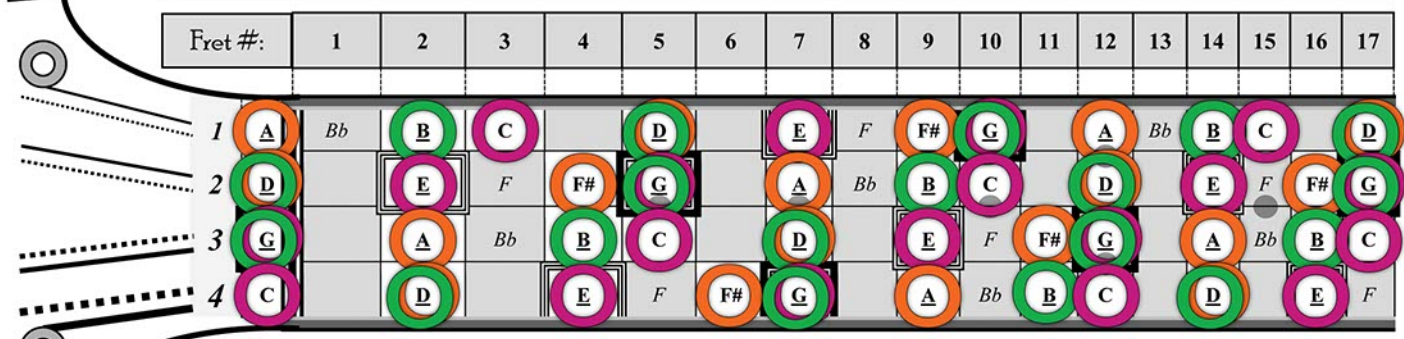 Fret #: 1 2 3 4 5 6 7 8 9 10 11 12 13 14 15 16 17
1 A Bb B C D E F F# G A Bb B C D
2 D E F F# G A Bb B C D E F F# G
3 G A Bb B C D E F F# G A Bb B C
4 C D E F F# G A Bb B C D E F